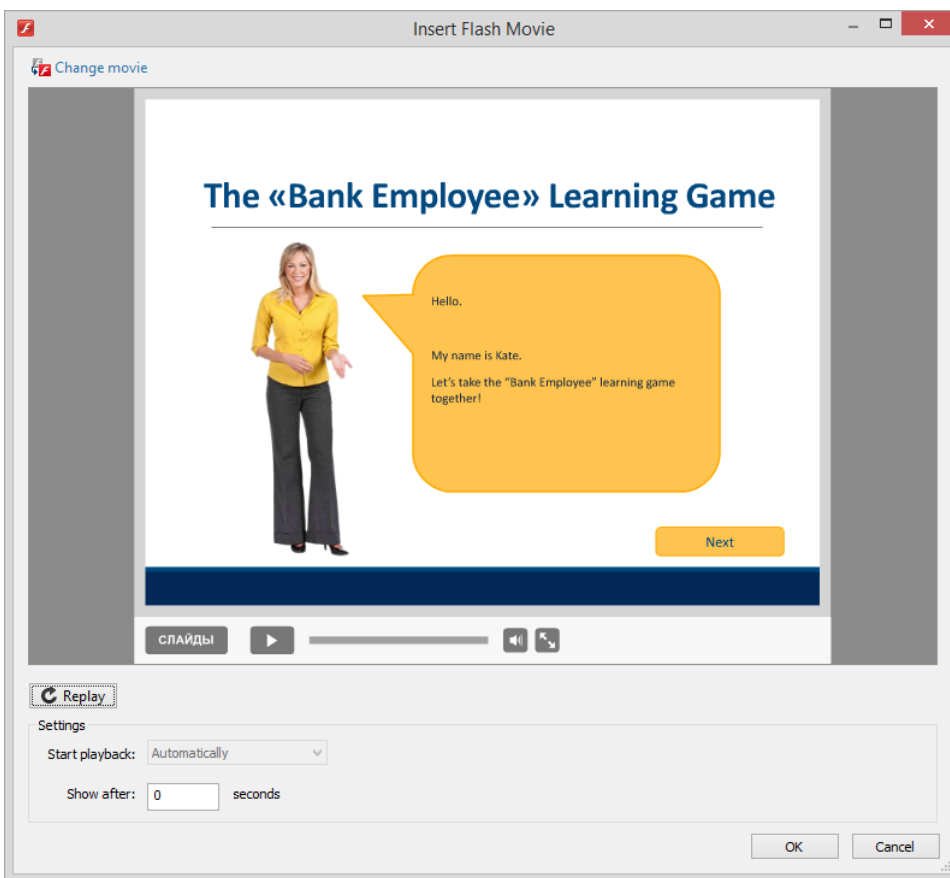 Insert Flash Movie
Change movie
The «Bank Employee» Learning Game
Hello.
My name is Kate.
Let's take the “Bank Employee” learning game
together!
Next
СЛАЙДЫ
Replay
Settings
Start playback: Automatically
Show after: 0 seconds
OK Cancel